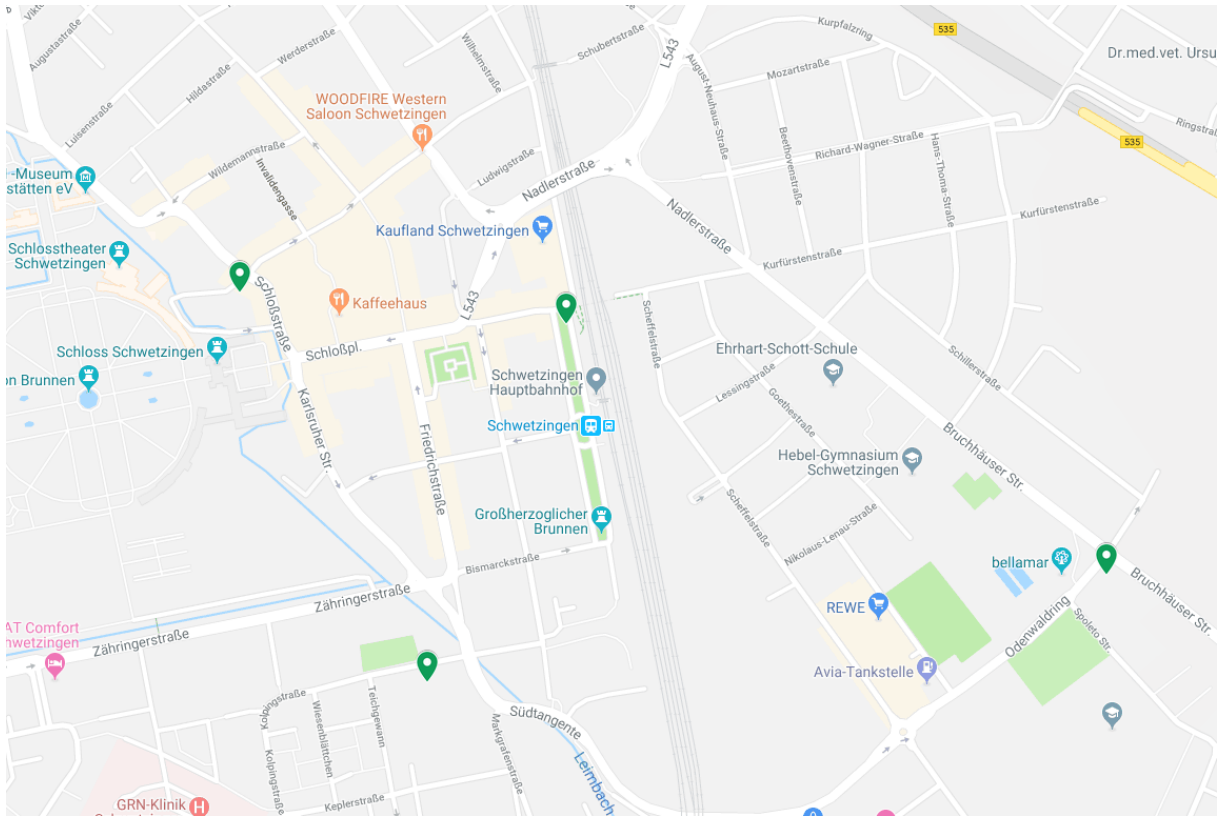 Viktor
Augustastraße
Luisenstraße
Hildastraße
Werderstraße
Wilhelmstraße
Schubertstraße
L543
Kurpfalzring
535
Dr.med.vet. Ursu
August-Neuhaus-Straße
Mozartstraße
WOODFIRE Western
Saloon Schwetzingen
Beethovenstraße
Richard-Wagner-Straße
Hans-Thoma-Straße
Ringstraß
535
Wildemannstraße
Invalidengasse
Ludwigstraße
Nadlerstraße
-Museum
stätten eV
Nadlerstraße
Kurfürstenstraße
Kaufland Schwetzingen
Schlosstheater
Schwetzingen
Kurfürstenstraße
Schloßstraße
Kaffeehaus
L543
Scheffelstraße
Schloss Schwetzingen
Schloßpl.
Ehrhart-Schott-Schule
Schillerstraße
on Brunnen
Schwetzingen
Hauptbahnhof
Lessingstraße
Goethestraße
Karlsruher Str.
Friedrichstraße
Schwetzingen
Bruchhäuser Str.
Hebel-Gymnasium
Schwetzingen
Großherzoglicher
Brunnen
Scheffelstraße
Nikolaus-Lenau-Straße
Bismarckstraße
bellamar
Bruchhäuser Str.
Zähringerstraße
REWE
Odenwaldring
Spoleto Str.
Zähringerstraße
AT Comfort
hwetzingen
Avia-Tankstelle
Kolpingstraße
Kolpingstraße
Wiesenblättchen
Teichgewann
Markgrafenstraße
Südtangente
Leimbach
Keplerstraße
GRN-Klinik
H